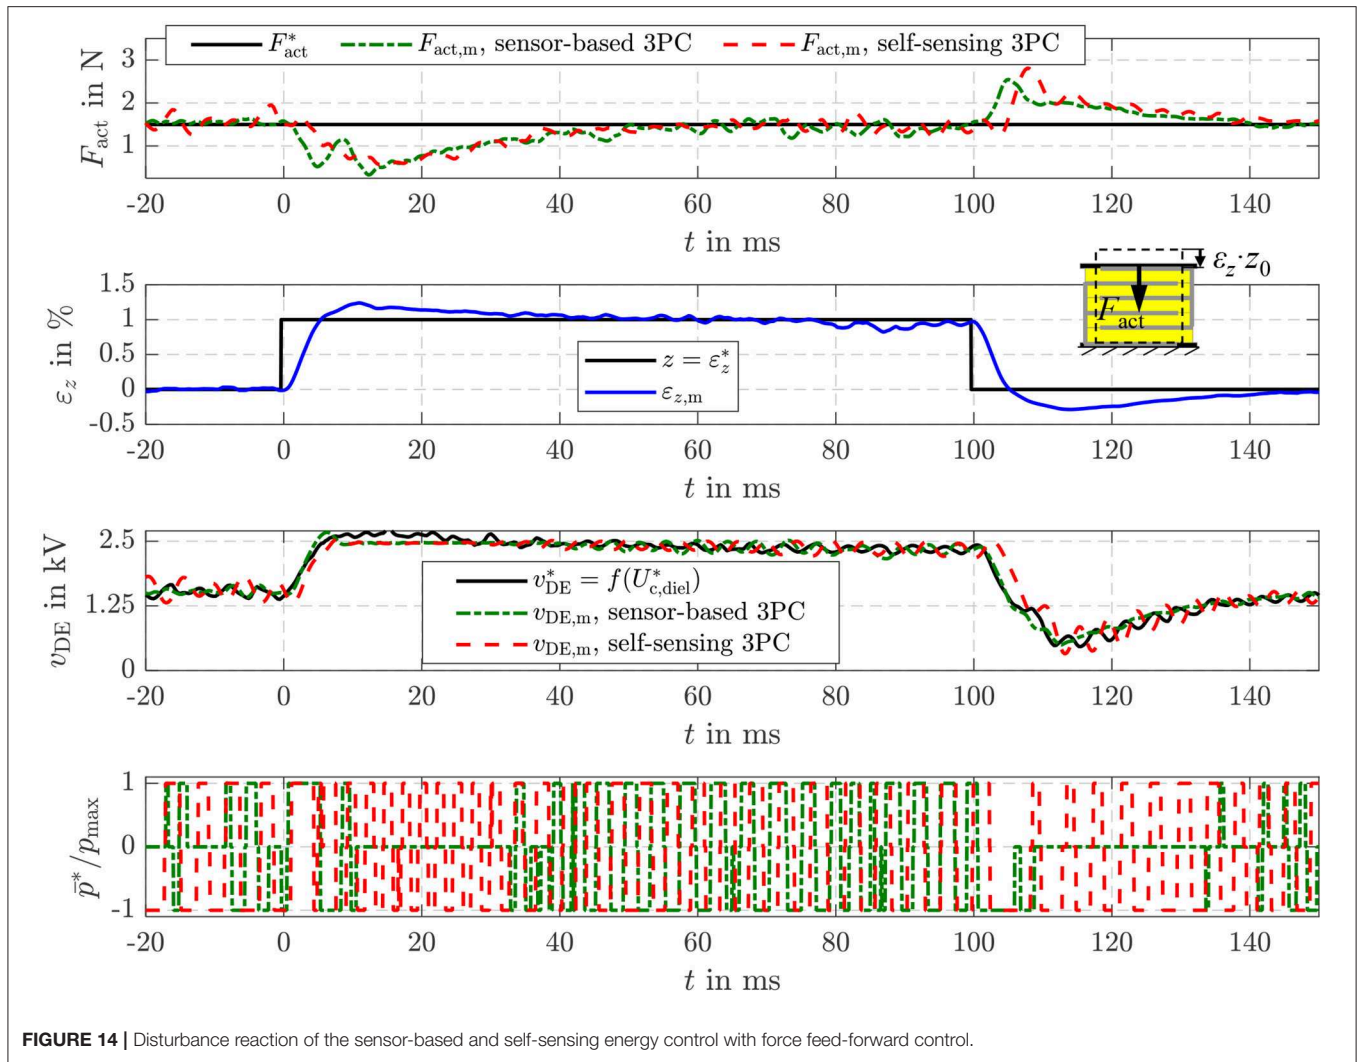 F*act F act,m, sensor-based 3PC F act,m, self-sensing 3PC
F act in N
3
2
1
-20 0 20 40 60 80 100 120 140
t in ms
εz in %
1.5
1
0.5
0
-0.5
z = ε*z
εz,m
εz·z0
Fact
-20 0 20 40 60 80 100 120 140
t in ms
vDE in kV
2.5
1.25
0
v*DE = f(U*c,diel)
vDE,m, sensor-based 3PC
vDE,m, self-sensing 3PC
-20 0 20 40 60 80 100 120 140
t in ms
p̅*/pmax
1
0
-1
-20 0 20 40 60 80 100 120 140
t in ms
FIGURE 14 | Disturbance reaction of the sensor-based and self-sensing energy control with force feed-forward control.